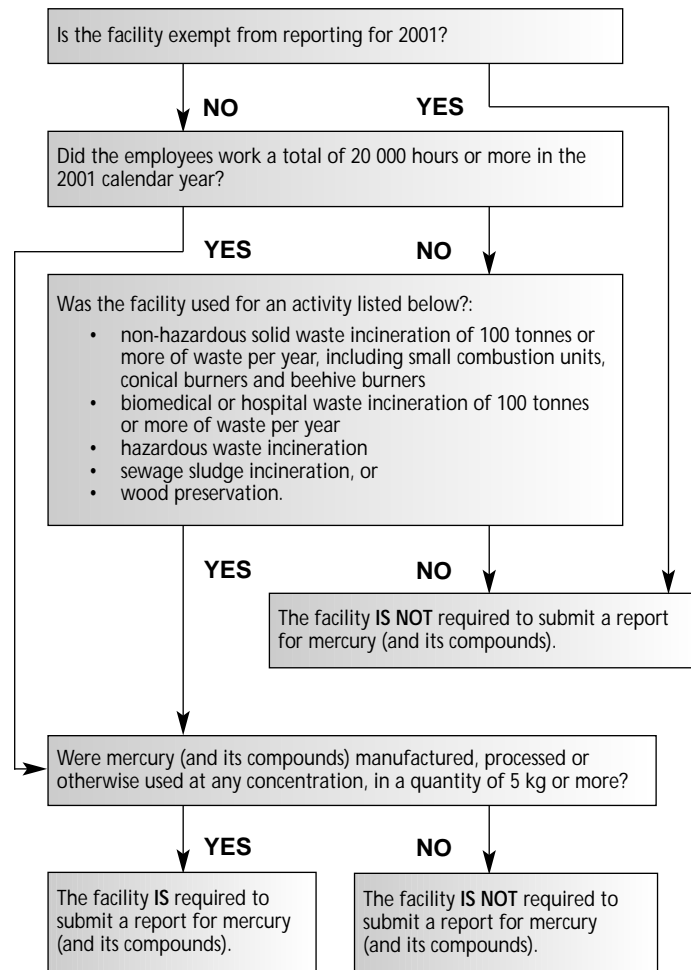 Is the facility exempt from reporting for 2001?
NO
YES
Did the employees work a total of 20 000 hours or more in the
2001 calendar year?
YES
NO
Was the facility used for an activity listed below?:
• non-hazardous solid waste incineration of 100 tonnes or
more of waste per year, including small combustion units,
conical burners and beehive burners
• biomedical or hospital waste incineration of 100 tonnes
or more of waste per year
• hazardous waste incineration
• sewage sludge incineration, or
• wood preservation.
YES
NO
The facility IS NOT required to submit a report
for mercury (and its compounds).
Were mercury (and its compounds) manufactured, processed or
otherwise used at any concentration, in a quantity of 5 kg or more?
YES
NO
The facility IS required to
submit a report for mercury
(and its compounds).
The facility IS NOT required to
submit a report for mercury
(and its compounds).